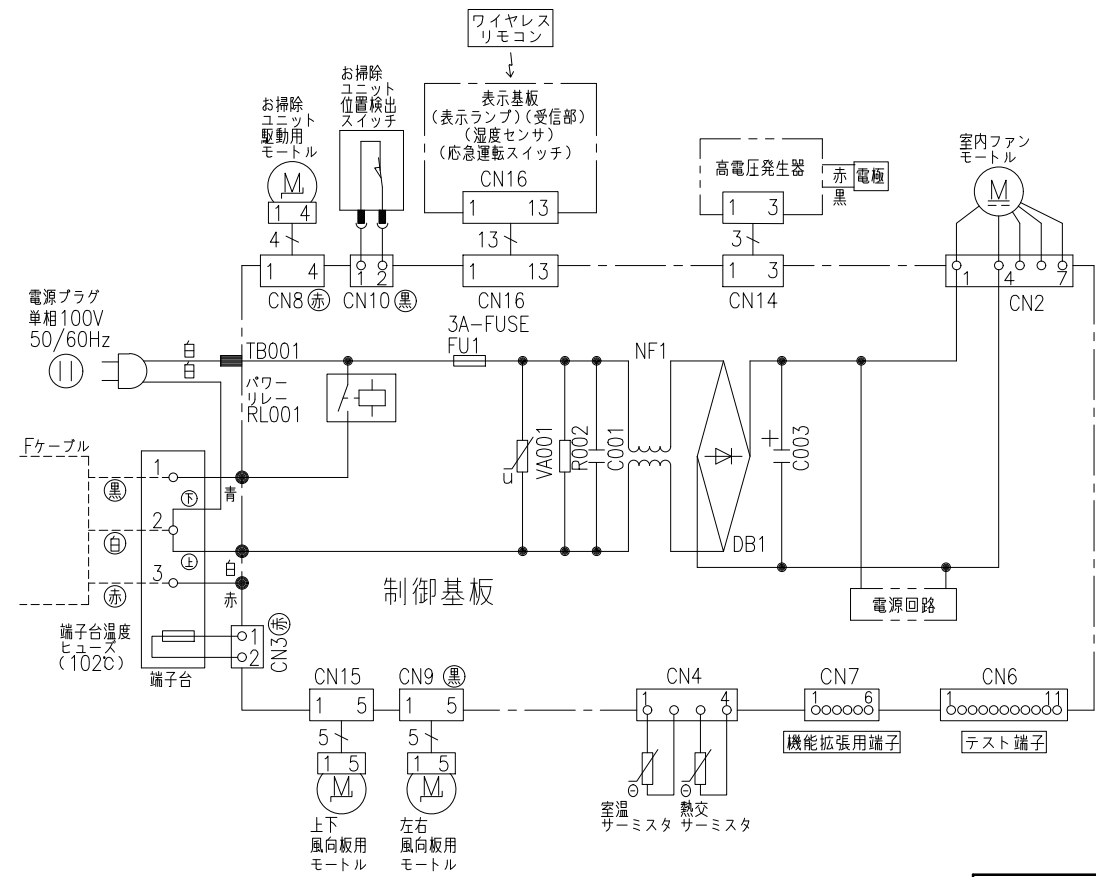 ワイヤレス
リモコン
お掃除
ユニット
位置検出
スイッチ
お掃除
ユニット
駆動用
モートル
表示基板
(表示ランプ)(受信部)
(湿度センサ)
(応急運転スイッチ)
高電圧発生器
赤
黒
電極
室内ファン
モートル
M
M
CN16
1 4
1 13
1 3
4
13
3
1 4
1 2
1 13
1 3
1 4 7
CN8 赤
CN10 黒
CN16
CN14
CN2
電源プラグ
単相100V
50/60Hz
白
白
TB001
3A-FUSE
FU1
NF1
パワー
リレー
RL001
Fケーブル
1
黒
下
青
2
白
上
白
3
赤
赤
u
VA001
R002
C001
+
C003
DB1
制御基板
電源回路
端子台温度
ヒューズ
(102℃)
端子台
1
2
CN3 赤
CN15
CN9 黒
CN4
CN7
CN6
1 5
1 5
1 4
1 6
1 11
機能拡張用端子
テスト端子
5
5
1 5
1 5
M
M
θ
θ
室温
サーミスタ
熱交
サーミスタ
上下
風向板用
モートル
左右
風向板用
モートル